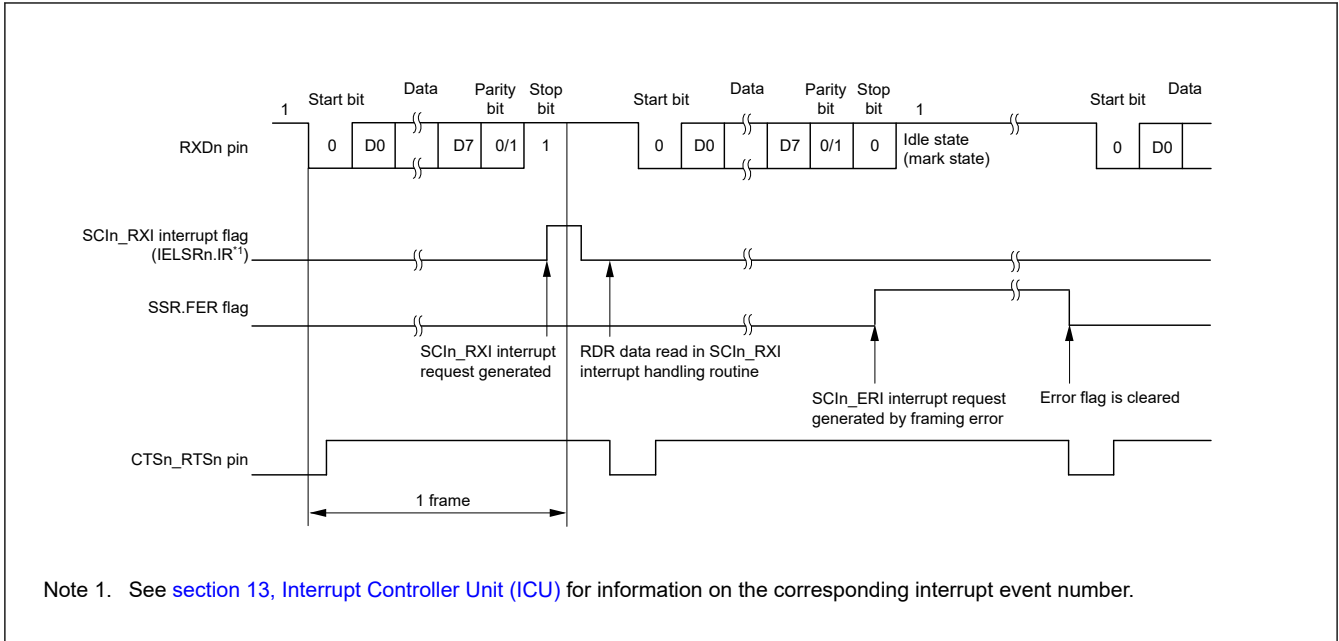 Start bit Data Parity bit Stop bit Start bit Data Parity bit Stop bit Start bit Data
1 1
RXDn pin 0 D0 D7 0/1 1 0 D0 D7 0/1 0 Idle state (mark state) 0 D0
SCIn_RXI interrupt flag
(IELSRn.IR*1)
SSR.FER flag
SCIn_RXI interrupt
request generated
RDR data read in SCIn_RXI
interrupt handling routine
SCIn_ERI interrupt request
generated by framing error
Error flag is cleared
CTSn_RTSn pin
1 frame
Note 1. See section 13, Interrupt Controller Unit (ICU) for information on the corresponding interrupt event number.